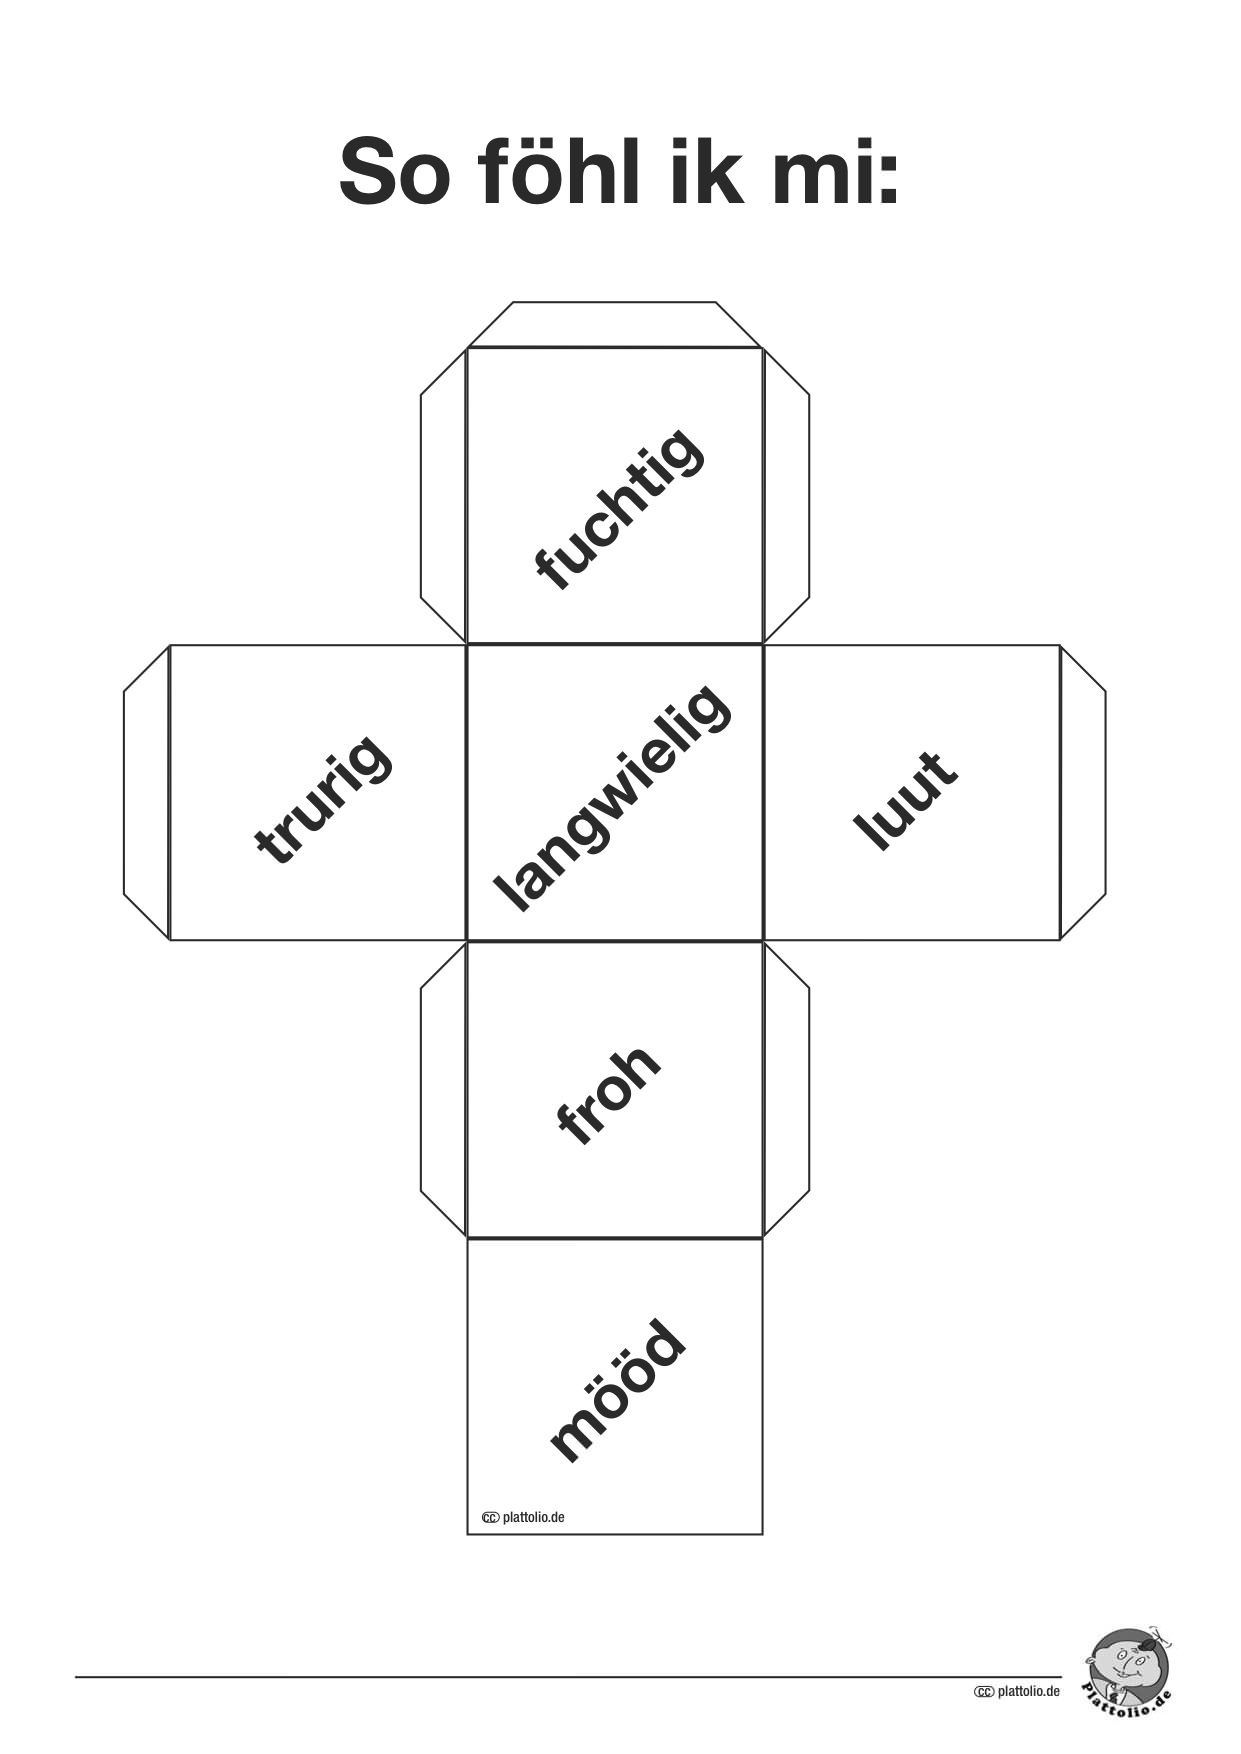 So föhl ik mi:
fuchtig
trurig
langwielig
luut
froh
mööd
cc plattolio.de
cc plattolio.de
Plattolio.de